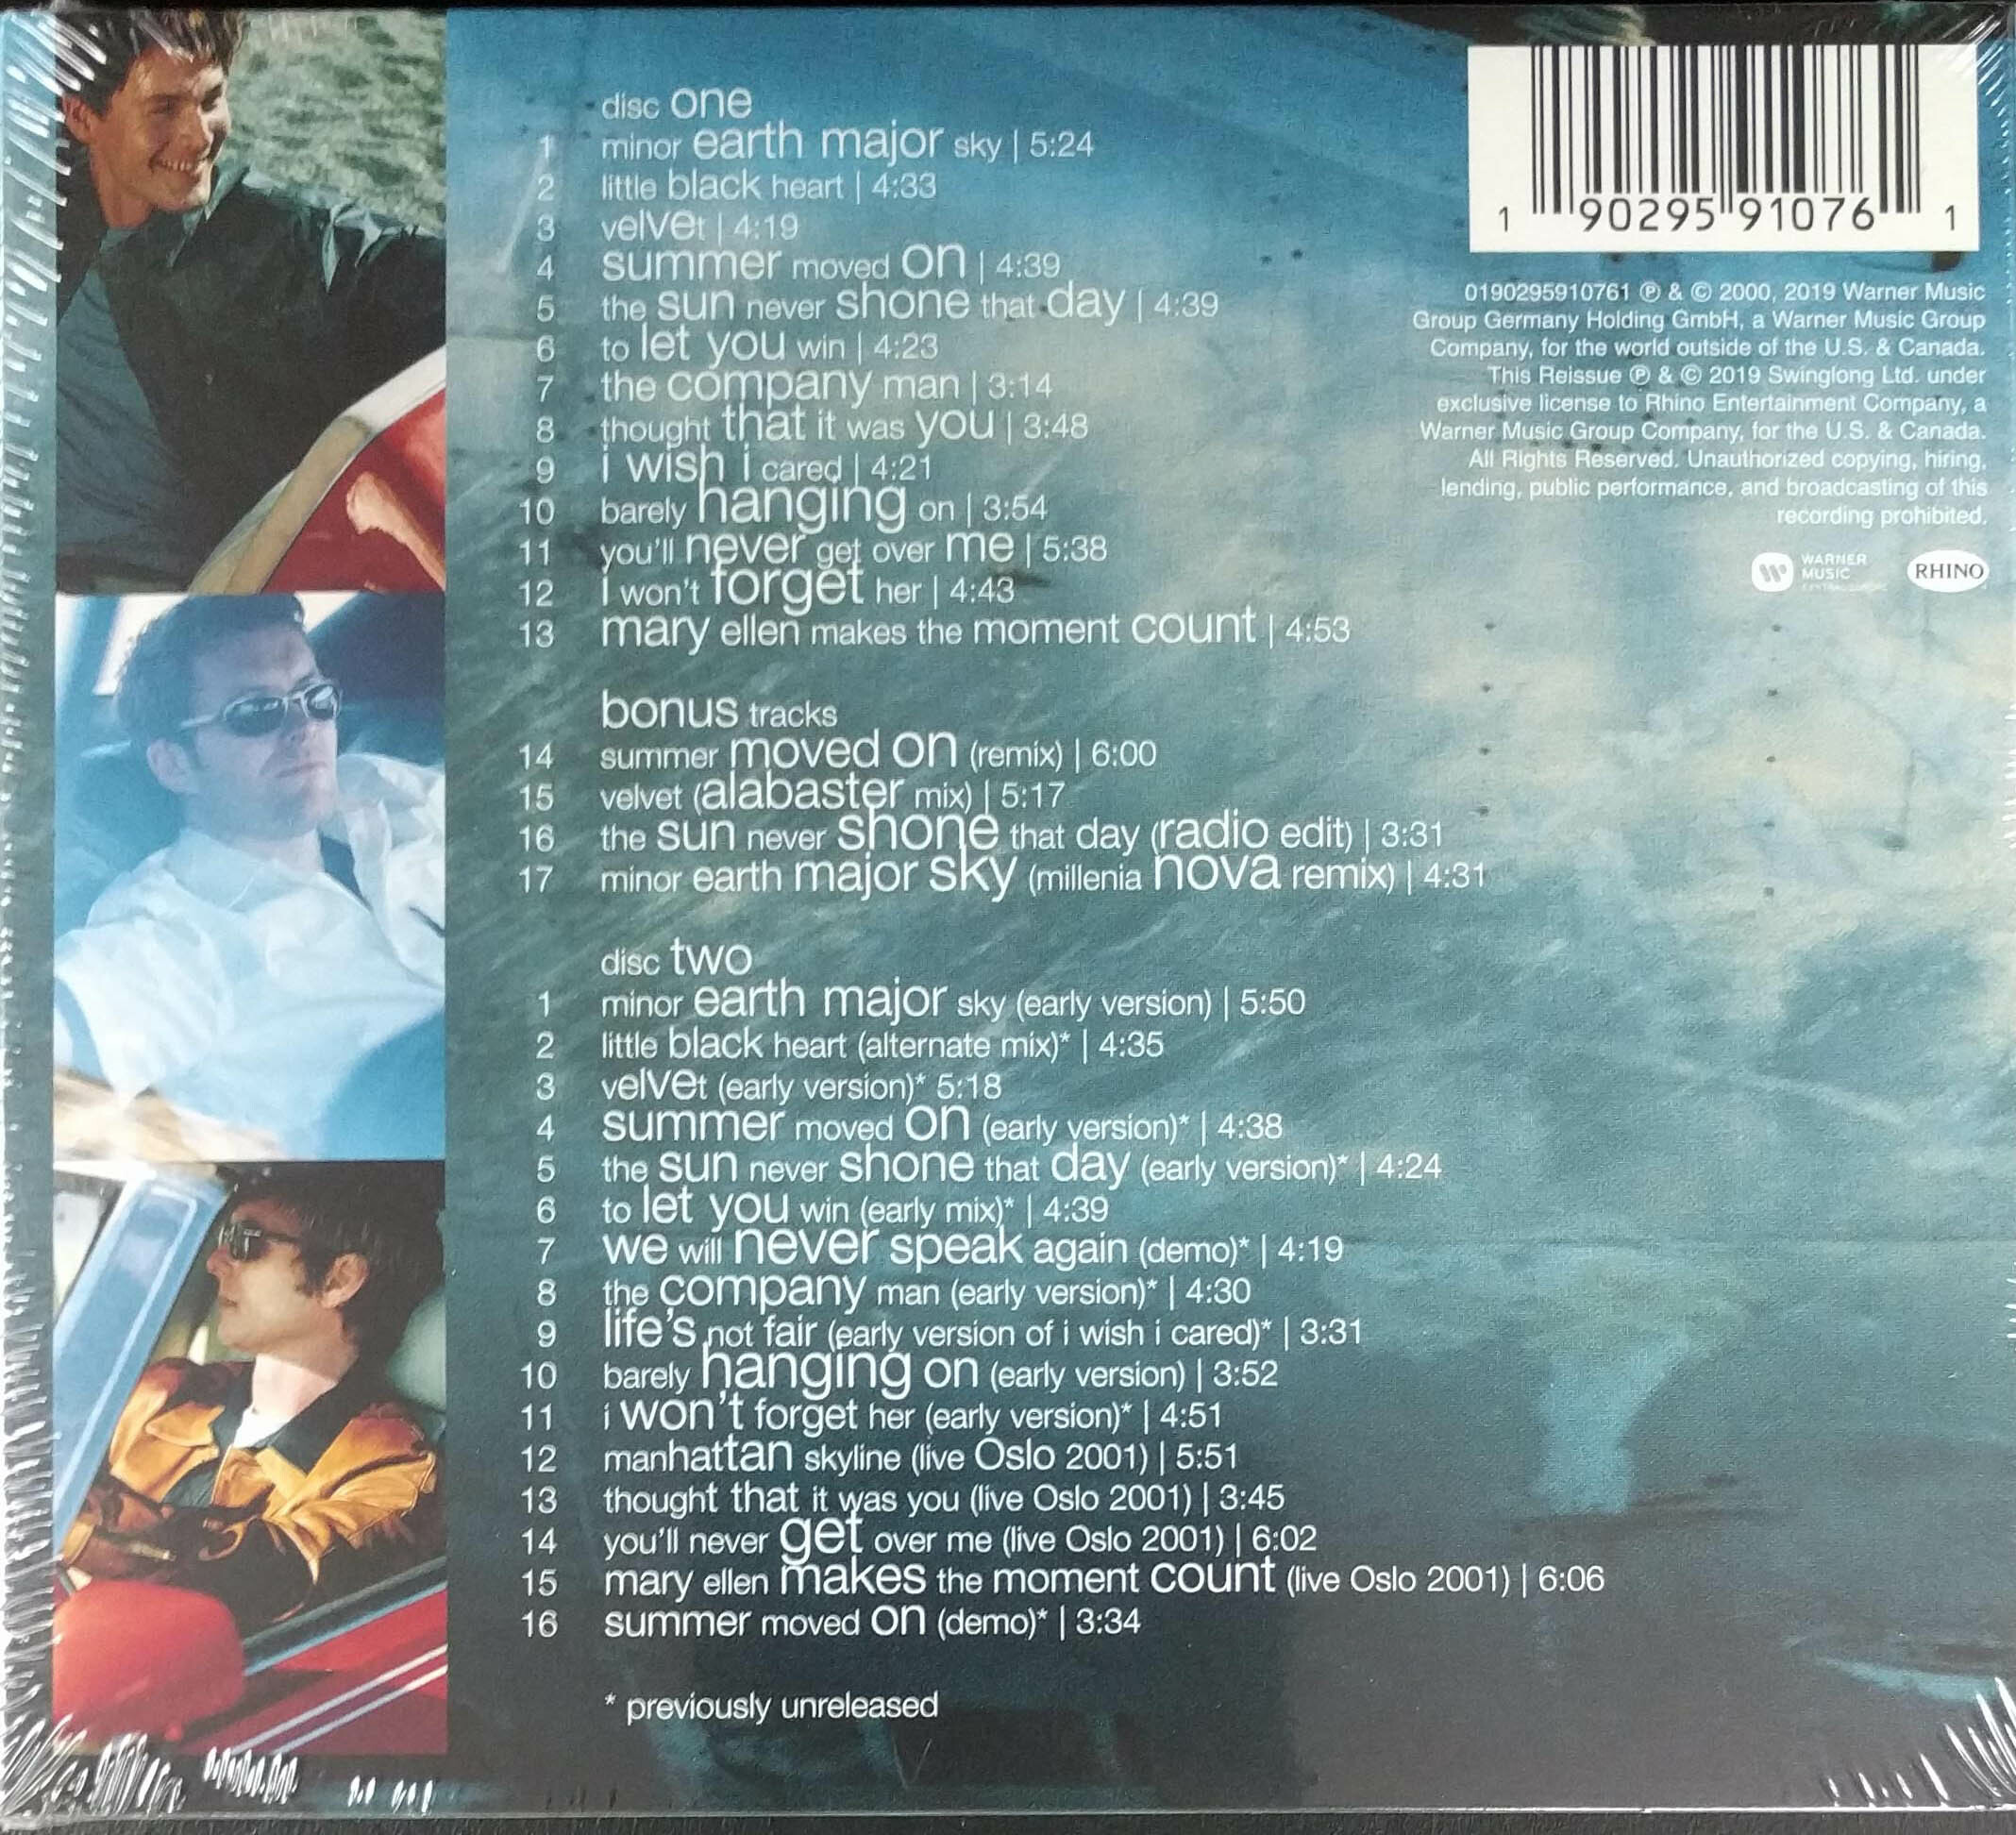 disc one
1 minor earth major sky | 5:24
2 little black heart | 4:33
3 velvet | 4:19
4 summer moved on | 4:39
5 the sun never shone that day | 4:39
6 to let you win | 4:23
7 the company man | 3:14
8 thought that it was you | 3:48
9 i wish i cared | 4:21
10 barely hanging on | 3:54
11 you'll never get over me | 5:38
12 I won't forget her | 4:43
13 mary ellen makes the moment count | 4:53
bonus tracks
14 summer moved on (remix) | 6:00
15 velvet (alabaster mix) | 5:17
16 the sun never shone that day (radio edit) | 3:31
17 minor earth major sky (millenia nova remix) | 4:31
disc two
1 minor earth major sky (early version) | 5:50
2 little black heart (alternate mix)* | 4:35
3 velvet (early version)* 5:18
4 summer moved on (early version)* | 4:38
5 the sun never shone that day (early version)* | 4:24
6 to let you win (early mix)* | 4:39
7 we will never speak again (demo)* | 4:19
8 the company man (early version)* | 4:30
9 life's not fair (early version of i wish i cared)* | 3:31
10 barely hanging on (early version) | 3:52
11 i won't forget her (early version)* | 4:51
12 manhattan skyline (live Oslo 2001) | 5:51
13 thought that it was you (live Oslo 2001) | 3:45
14 you'll never get over me (live Oslo 2001) | 6:02
15 mary ellen makes the moment count (live Oslo 2001) | 6:06
16 summer moved on (demo)* | 3:34
* previously unreleased
1 90295 91076 1
0190295910761 ℗ & © 2000, 2019 Warner Music
Group Germany Holding GmbH, a Warner Music Group
Company, for the world outside of the U.S. & Canada.
This Reissue ℗ & © 2019 Swinglong Ltd. under
exclusive license to Rhino Entertainment Company, a
Warner Music Group Company, for the U.S. & Canada.
All Rights Reserved. Unauthorized copying, hiring,
lending, public performance, and broadcasting of this
recording prohibited.
WARNER
MUSIC
RHINO